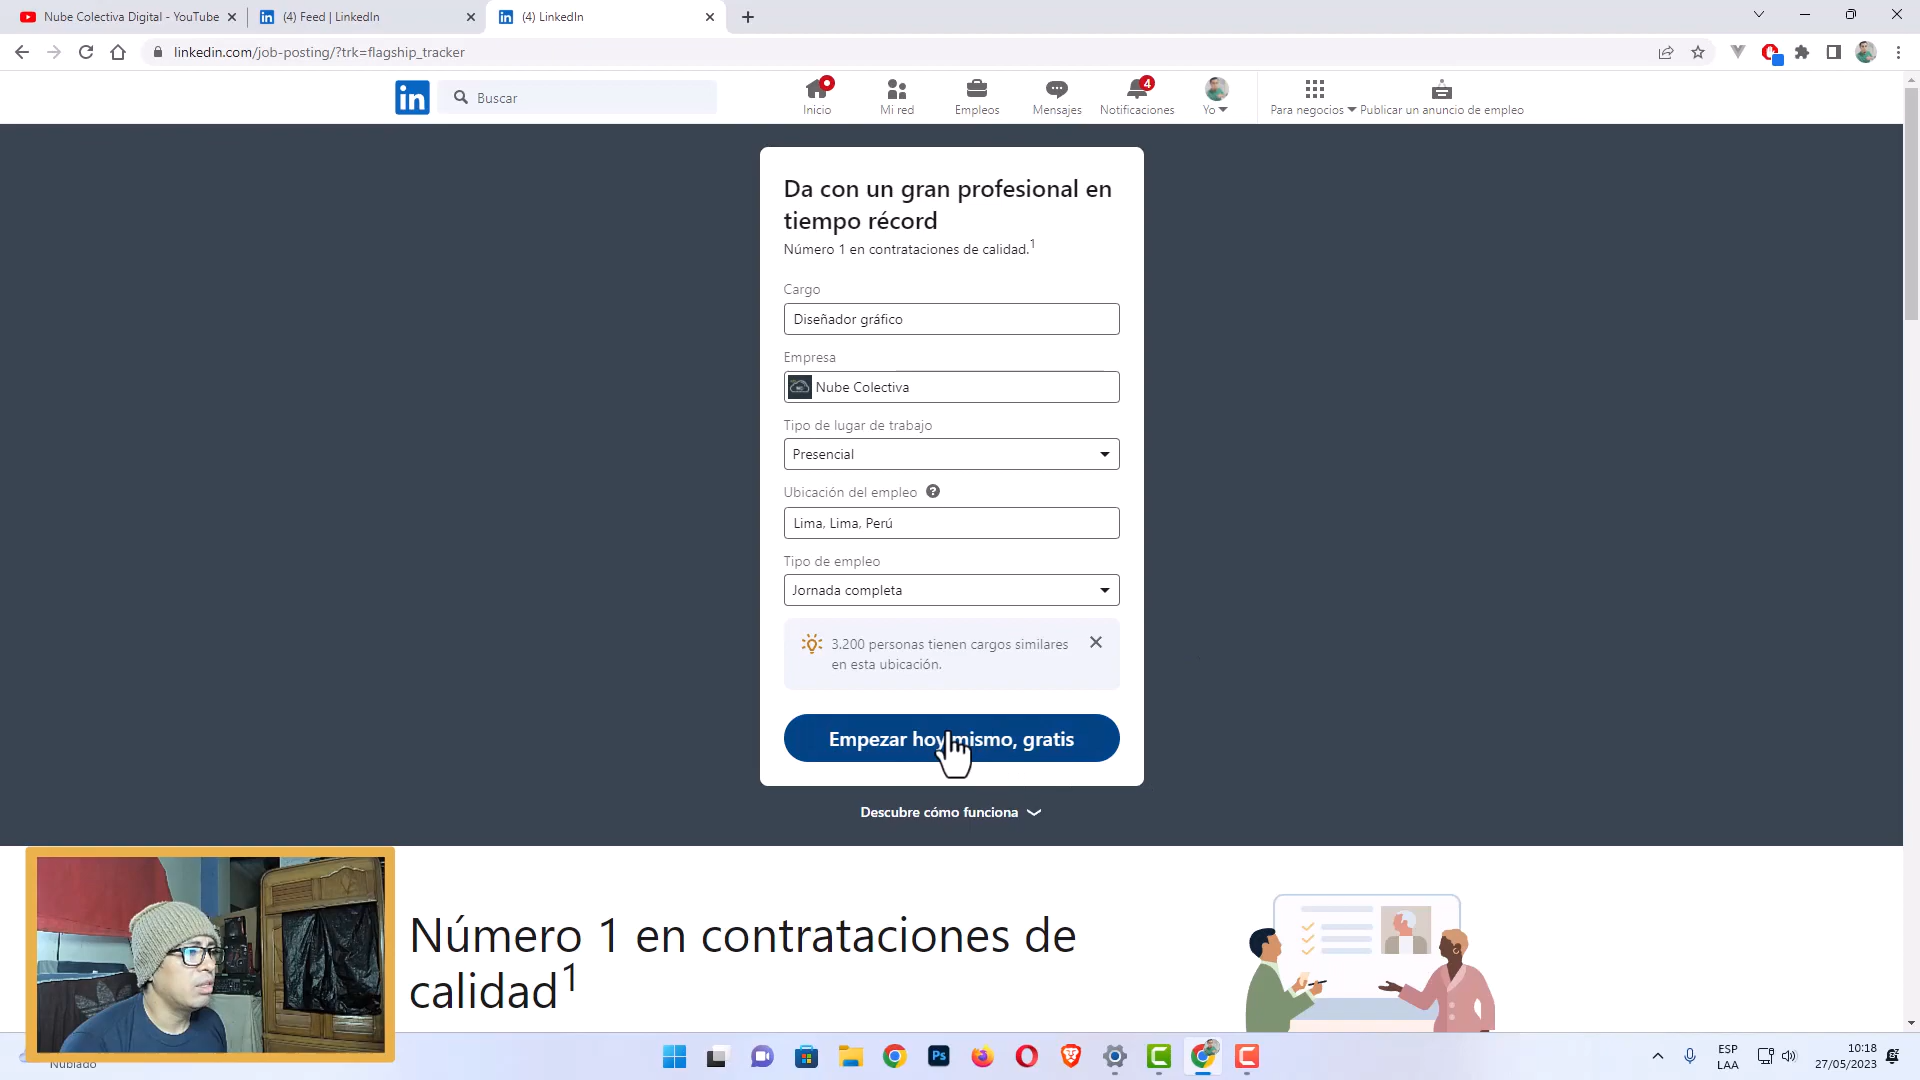 Nube Colectiva Digital - YouTube
(4) Feed | LinkedIn
(4) LinkedIn
linkedin.com/job-posting/?trk=flagship_tracker
in
Buscar
Inicio
Mi red
Empleos
Mensajes
4
Notificaciones
Yo
Para negocios
Publicar un anuncio de empleo
Da con un gran profesional en
tiempo récord
Número 1 en contrataciones de calidad.1
Cargo
Diseñador gráfico
Empresa
Nube Colectiva
Tipo de lugar de trabajo
Presencial
Ubicación del empleo ?
Lima, Lima, Perú
Tipo de empleo
Jornada completa
3.200 personas tienen cargos similares
en esta ubicación.
Empezar hoy mismo, gratis
Descubre cómo funciona
Número 1 en contrataciones de
calidad1
Nublado
Ps
ESP
LAA
10:18
27/05/2023